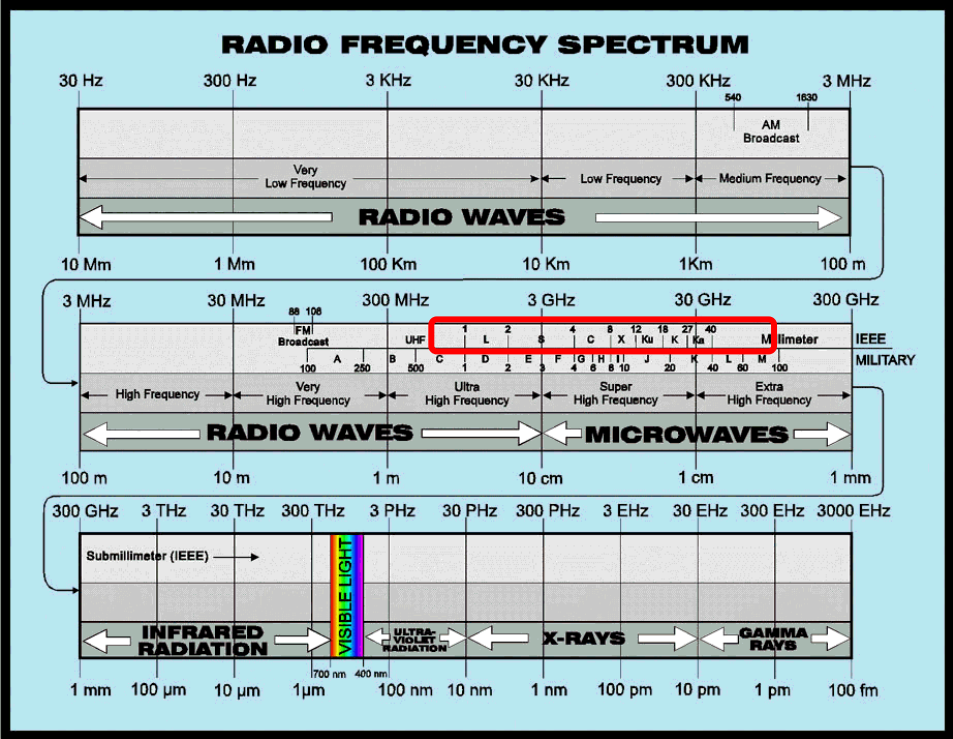 RADIO FREQUENCY SPECTRUM
30 Hz 300 Hz 3 KHz 30 KHz 300 KHz 3 MHz
540 1630
AM
Broadcast
Very
Low Frequency Low Frequency Medium Frequency
RADIO WAVES
10 Mm 1 Mm 100 Km 10 Km 1Km 100 m
3 MHz 30 MHz 300 MHz 3 GHz 30 GHz 300 GHz
88 108
FM
Broadcast
1 2 4 8 12 18 27 40
UHF L S C X Ku K Ka Millimeter IEEE
A B C D E F G H I J K L M MILITARY
100 250 500 1 2 3 4 6 8 10 20 40 60 100
High Frequency Very
High Frequency Ultra
High Frequency Super
High Frequency Extra
High Frequency
RADIO WAVES MICROWAVES
100 m 10 m 1 m 10 cm 1 cm 1 mm
300 GHz 3 THz 30 THz 300 THz 3 PHz 30 PHz 300 PHz 3 EHz 30 EHz 300 EHz 3000 EHz
Submillimeter (IEEE)
VISIBLE LIGHT
INFRARED
RADIATION
ULTRA-
VIOLET
RADIATION
X-RAYS
GAMMA
RAYS
700 nm 400 nm
1 mm 100 µm 10 µm 1µm 100 nm 10 nm 1 nm 100 pm 10 pm 1 pm 100 fm